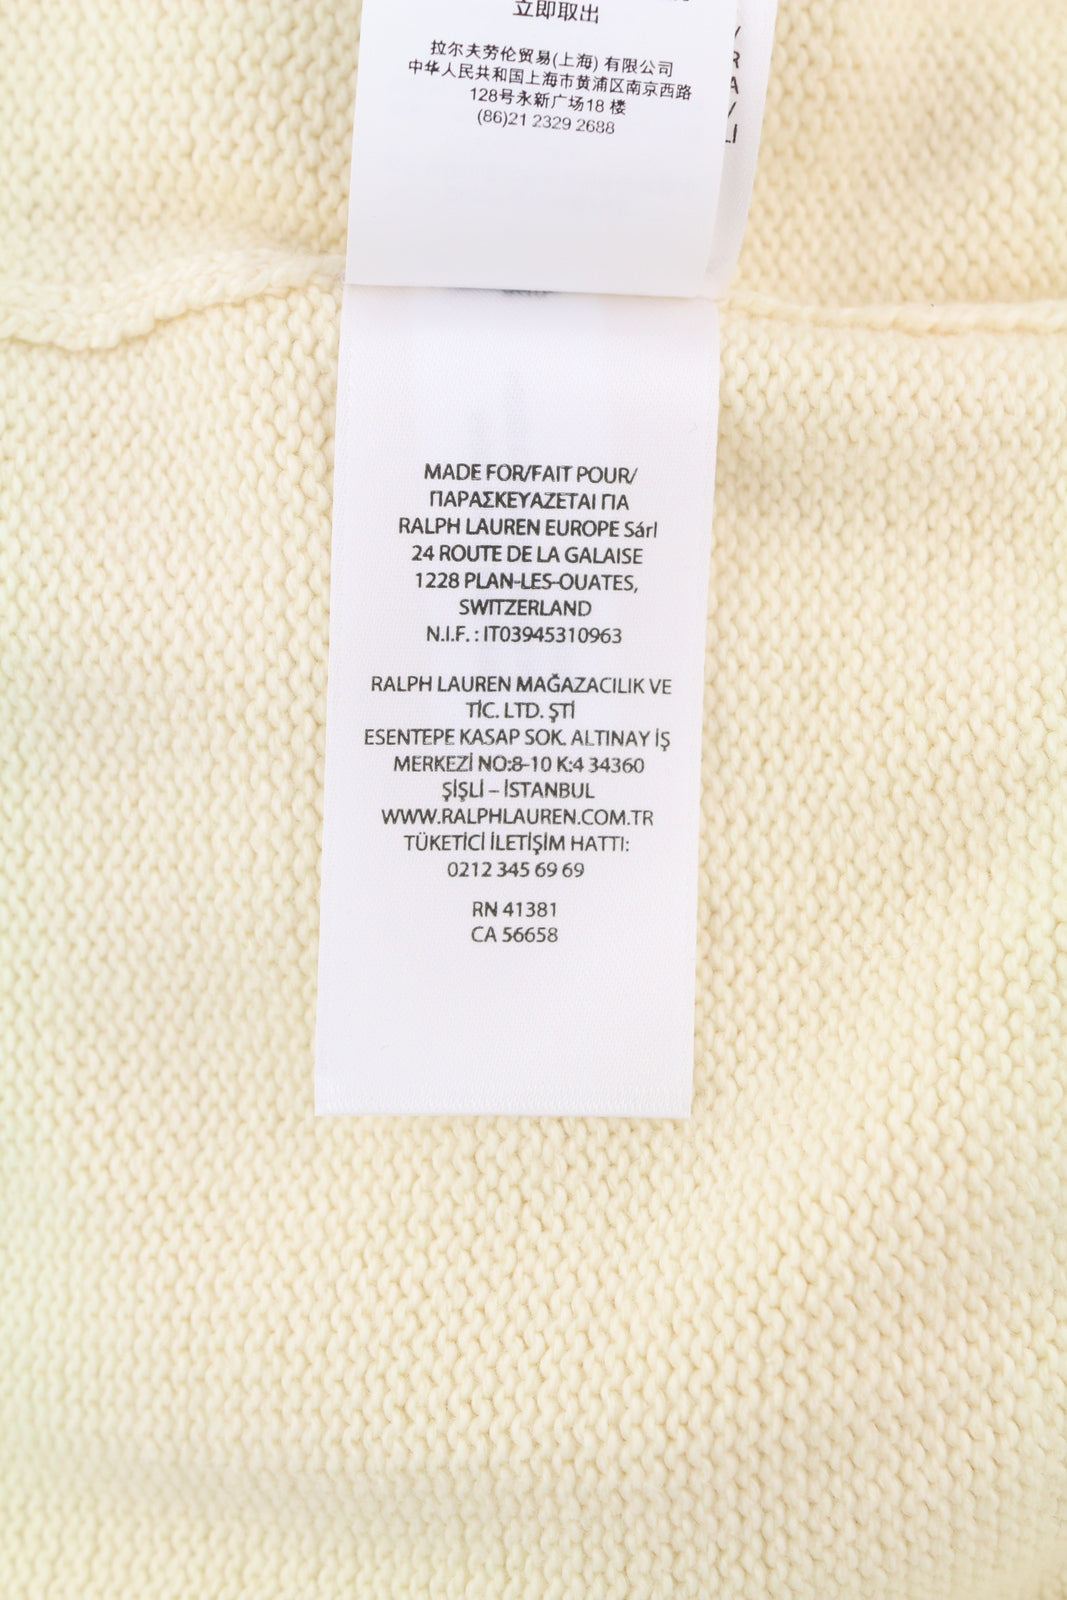 立即取出
拉尔夫劳伦贸易(上海) 有限公司
中华人民共和国上海市黄浦区南京西路
128号永新广场18 楼
(86)21 2329 2688
MADE FOR/FAIT POUR/
ΠΑΡΑΣΚΕΥΑΖΕΤΑΙ ΓΙΑ
RALPH LAUREN EUROPE Sárl
24 ROUTE DE LA GALAISE
1228 PLAN-LES-OUATES,
SWITZERLAND
N.I.F. : IT03945310963
RALPH LAUREN MAĞAZACILIK VE
TİC. LTD. ŞTİ
ESENTEPE KASAP SOK. ALTINAY İŞ
MERKEZİ NO:8-10 K:4 34360
ŞİŞLİ – İSTANBUL
WWW.RALPHLAUREN.COM.TR
TÜKETİCİ İLETİŞİM HATTI:
0212 345 69 69
RN 41381
CA 56658